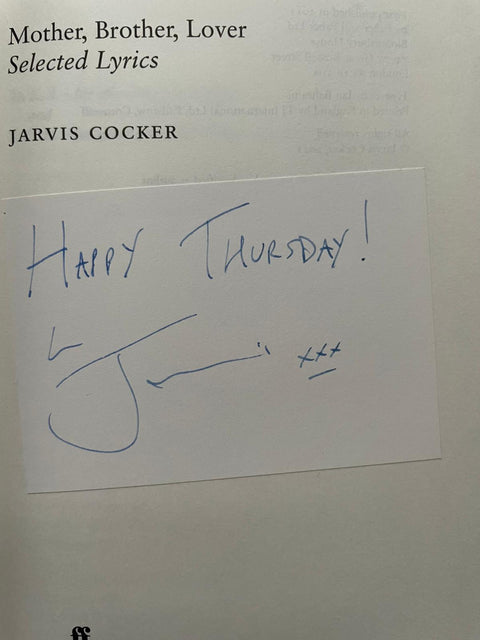 Mother, Brother, Lover
Selected Lyrics
JARVIS COCKER
HAPPY THURSDAY!
xxx
ff